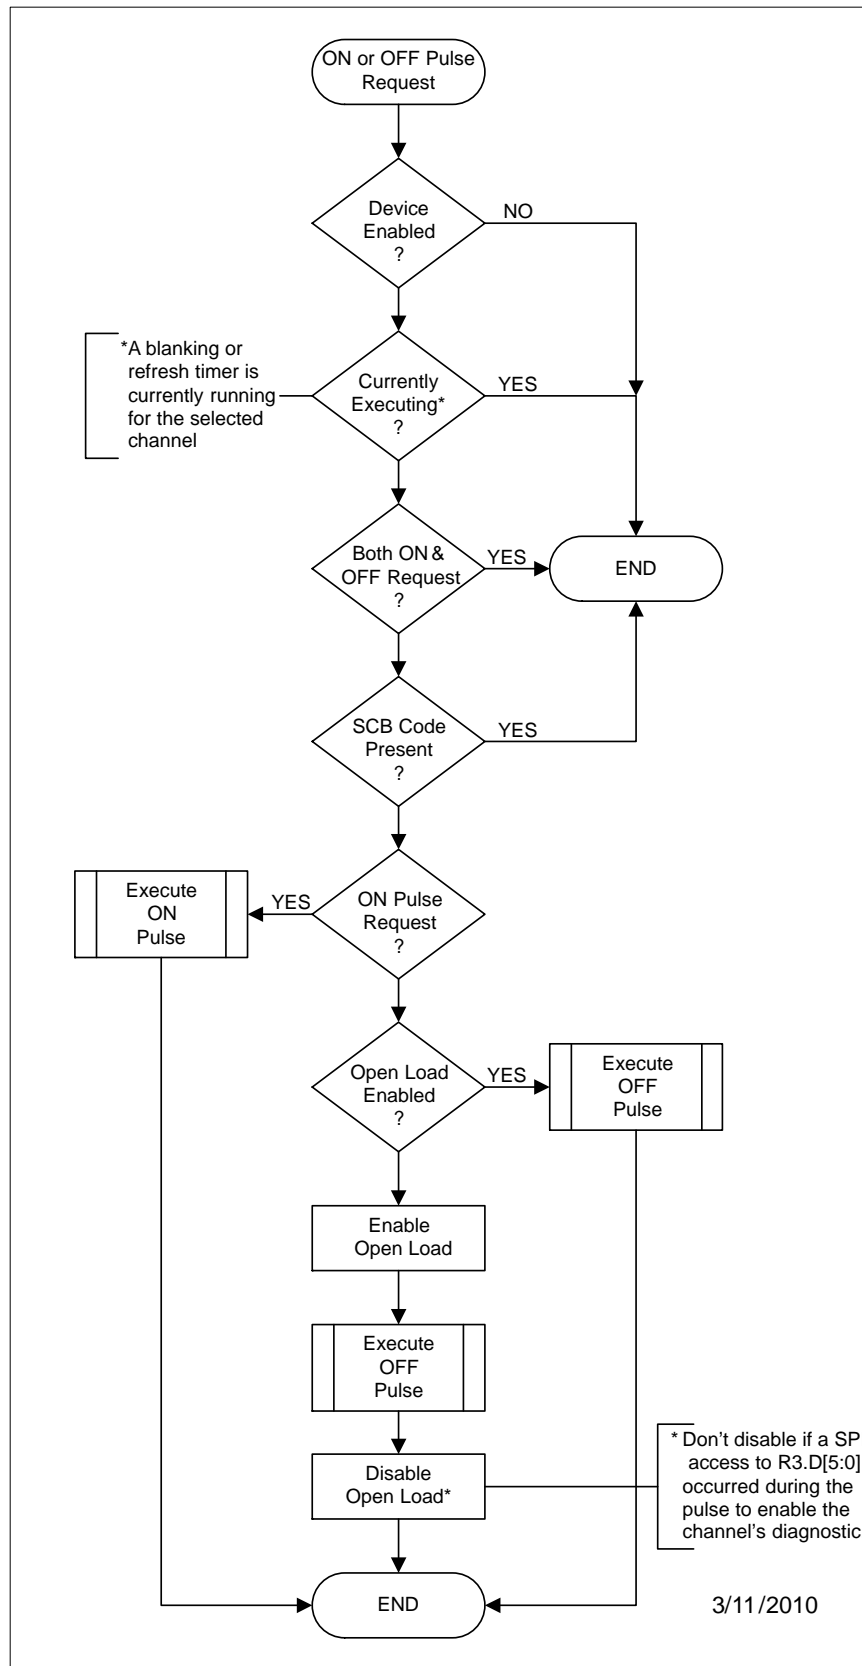 ON or OFF Pulse
Request
Device
Enabled
?
NO
*A blanking or
refresh timer is
currently running
for the selected
channel
Currently
Executing*
?
YES
Both ON &
OFF Request
?
YES
END
SCB Code
Present
?
YES
Execute
ON
Pulse
YES
ON Pulse
Request
?
Open Load
Enabled
?
YES
Execute
OFF
Pulse
Enable
Open Load
Execute
OFF
Pulse
Disable
Open Load*
* Don't disable if a SP
access to R3.D[5:0]
occurred during the
pulse to enable the
channel's diagnostic
END
3/11/2010